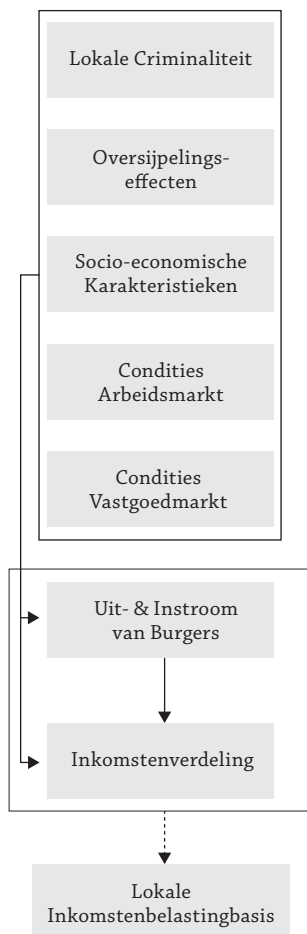 Lokale Criminaliteit
Oversijpelings-
effecten
Socio-economische
Karakteristieken
Condities
Arbeidsmarkt
Condities
Vastgoedmarkt
Uit- & Instroom
van Burgers
Inkomstenverdeling
Lokale
Inkomstenbelastingbasis